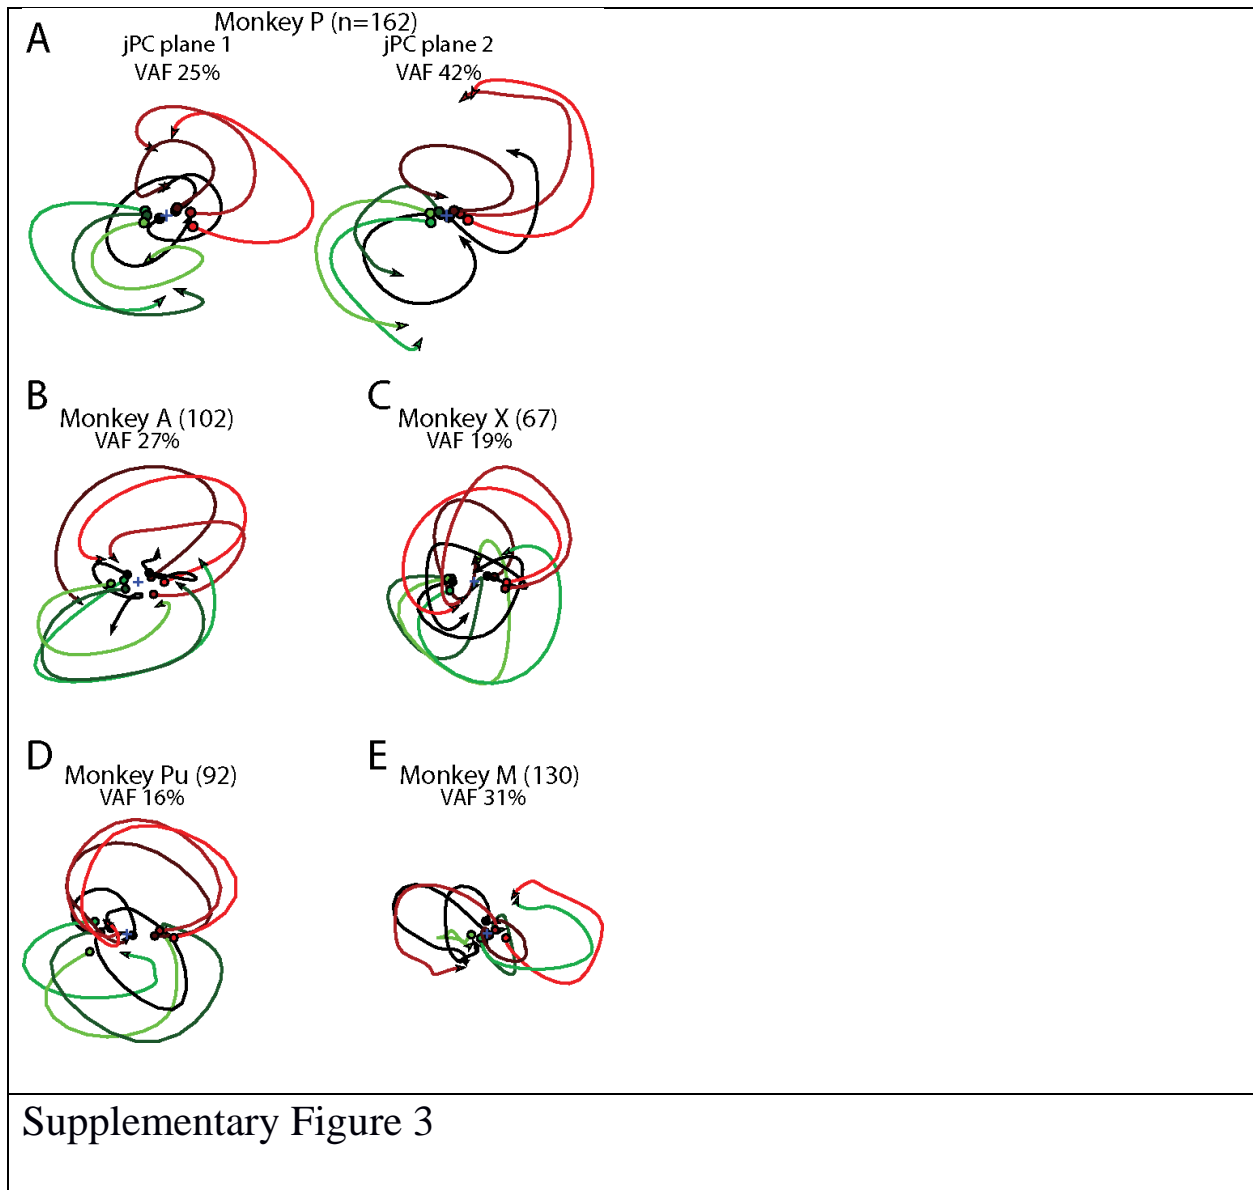 A
Monkey P (n=162)
jPC plane 1
VAF 25%
jPC plane 2
VAF 42%
B
Monkey A (102)
VAF 27%
C
Monkey X (67)
VAF 19%
D
Monkey Pu (92)
VAF 16%
E
Monkey M (130)
VAF 31%
Supplementary Figure 3